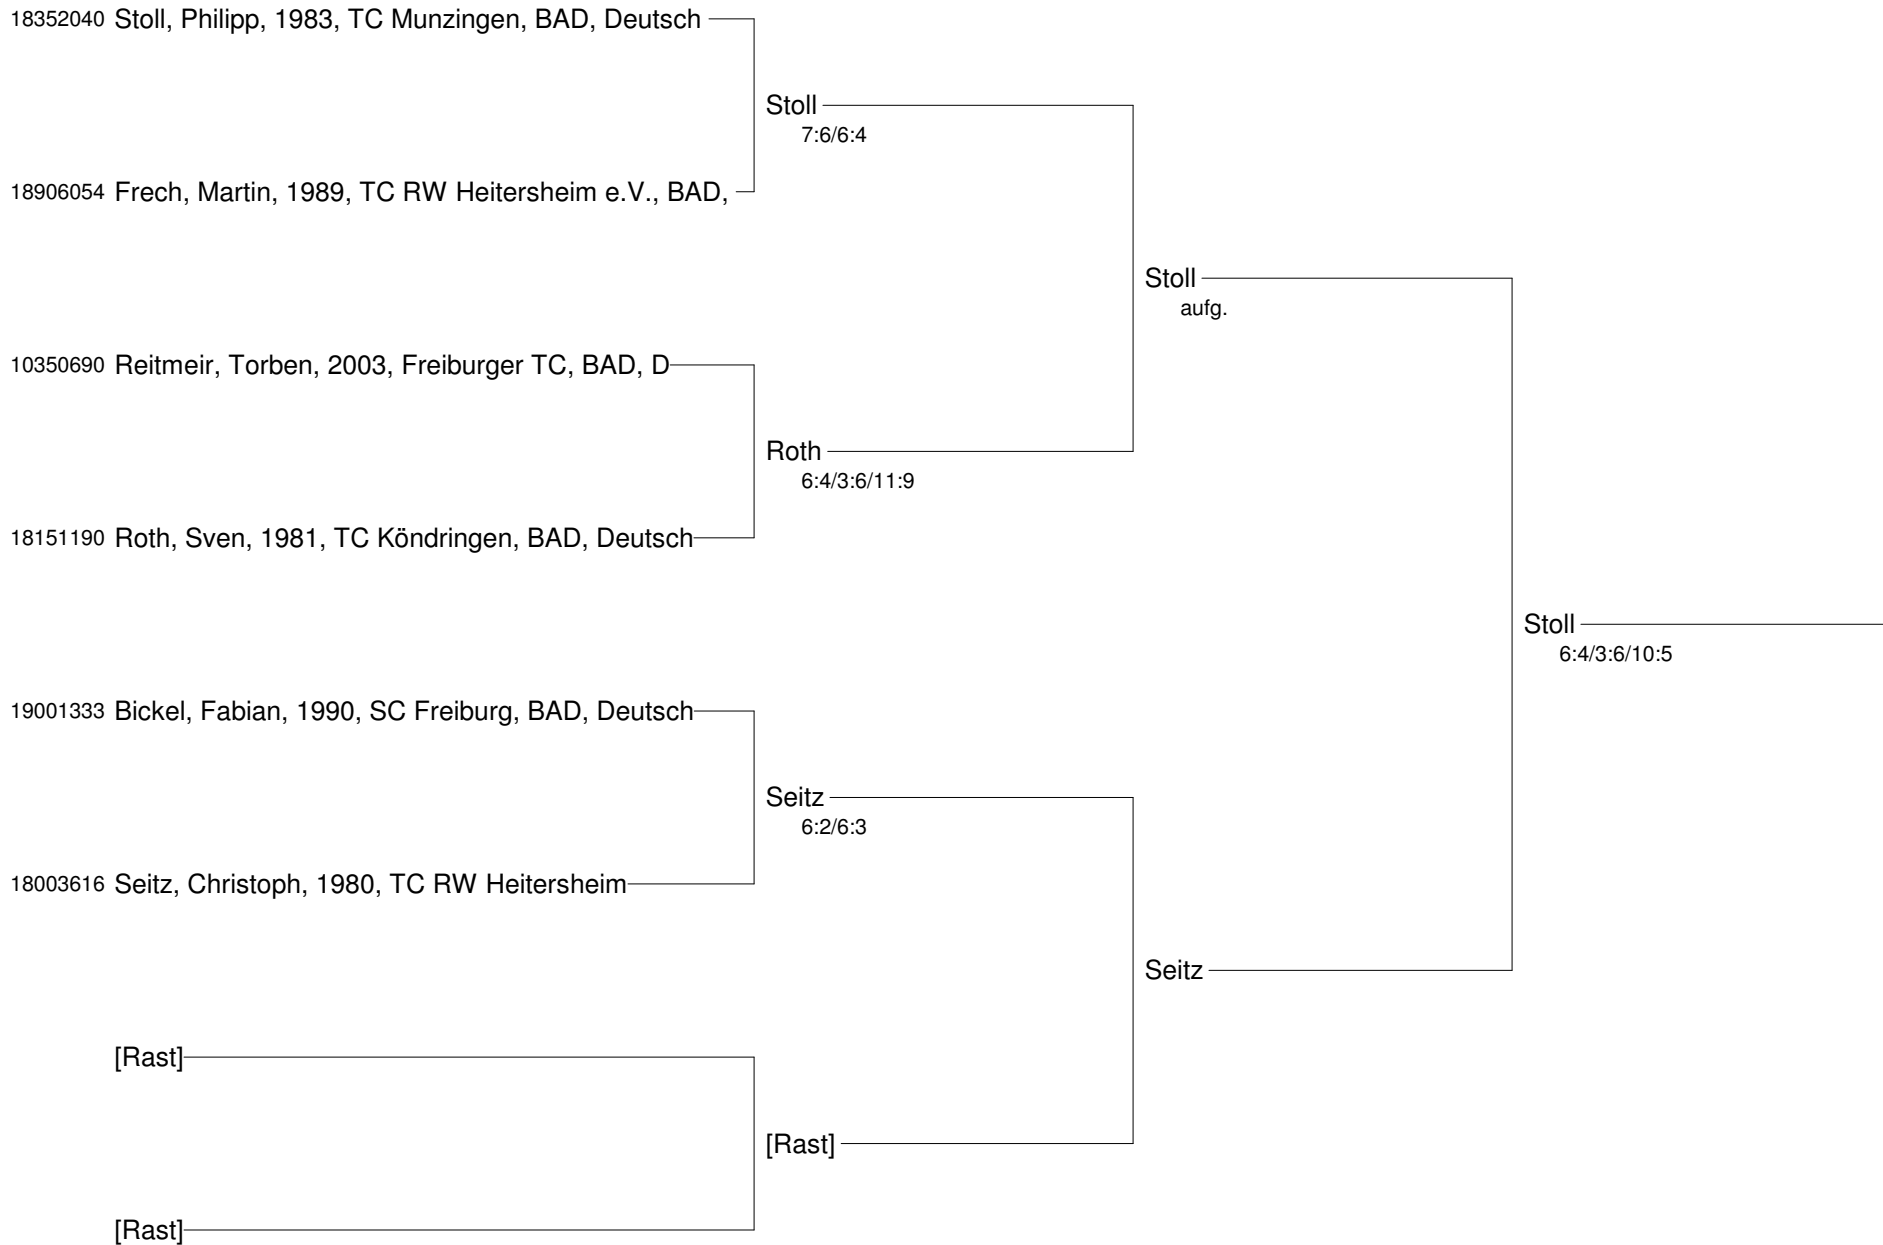 18352040 Stoll, Philipp, 1983, TC Munzingen, BAD, Deutsch
Stoll
7:6/6:4
18906054 Frech, Martin, 1989, TC RW Heitersheim e.V., BAD,
Stoll
aufg.
10350690 Reitmeir, Torben, 2003, Freiburger TC, BAD, D
Roth
6:4/3:6/11:9
18151190 Roth, Sven, 1981, TC Köndringen, BAD, Deutsch
Stoll
6:4/3:6/10:5
19001333 Bickel, Fabian, 1990, SC Freiburg, BAD, Deutsch
Seitz
6:2/6:3
18003616 Seitz, Christoph, 1980, TC RW Heitersheim
Seitz
[Rast]
[Rast]
[Rast]